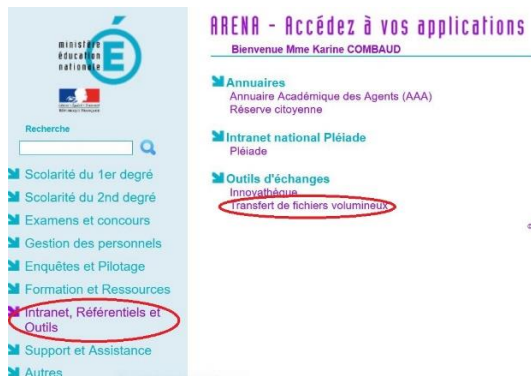 ministère
éducation
nationale
Recherche
Scolarité du 1er degré
Scolarité du 2nd degré
Examens et concours
Gestion des personnels
Enquêtes et Pilotage
Formation et Ressources
Intranet, Référentiels et
Outils
Support et Assistance
Autres
ARENA - Accédez à vos applications
Bienvenue Mme Karine COMBAUD
Annuaires
Annuaire Académique des Agents (AAA)
Réserve citoyenne
Intranet national Pléiade
Pléiade
Outils d'échanges
Innovathèque
Transfert de fichiers volumineux